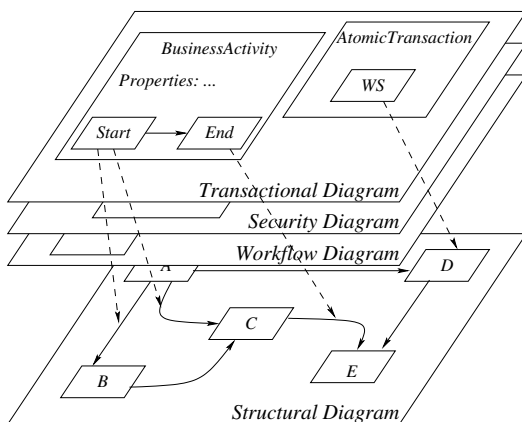 BusinessActivity
AtomicTransaction
Properties: ...
WS
Start
End
Transactional Diagram
Security Diagram
Workflow Diagram
A
D
C
B
E
Structural Diagram